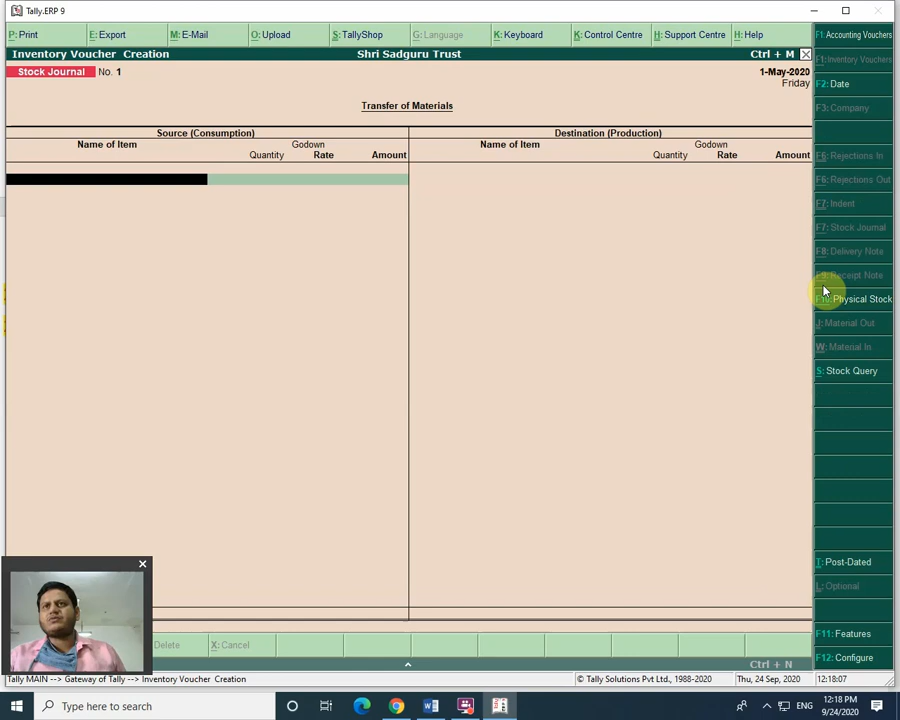 Tally.ERP 9
P: Print E: Export M: E-Mail O: Upload S: TallyShop G: Language K: Keyboard K: Control Centre H: Support Centre H: Help
F1: Accounting Vouchers
Inventory Voucher Creation Shri Sadguru Trust Ctrl + M
F1: Inventory Vouchers
Stock Journal No. 1 1-May-2020
Friday
F2: Date
Transfer of Materials
F3: Company
Source (Consumption) Destination (Production)
Name of Item Godown Name of Item Godown
Quantity Rate Amount Quantity Rate Amount
F6: Rejections In
F6: Rejections Out
F7: Indent
F7: Stock Journal
F8: Delivery Note
F9: Receipt Note
F10: Physical Stock
J: Material Out
W: Material In
S: Stock Query
T: Post-Dated
L: Optional
F11: Features
Delete X: Cancel
F12: Configure
Ctrl + N
Tally MAIN --> Gateway of Tally --> Inventory Voucher Creation © Tally Solutions Pvt Ltd., 1988-2020 Thu, 24 Sep, 2020 12:18:07
Type here to search
ENG
12:18 PM
9/24/2020